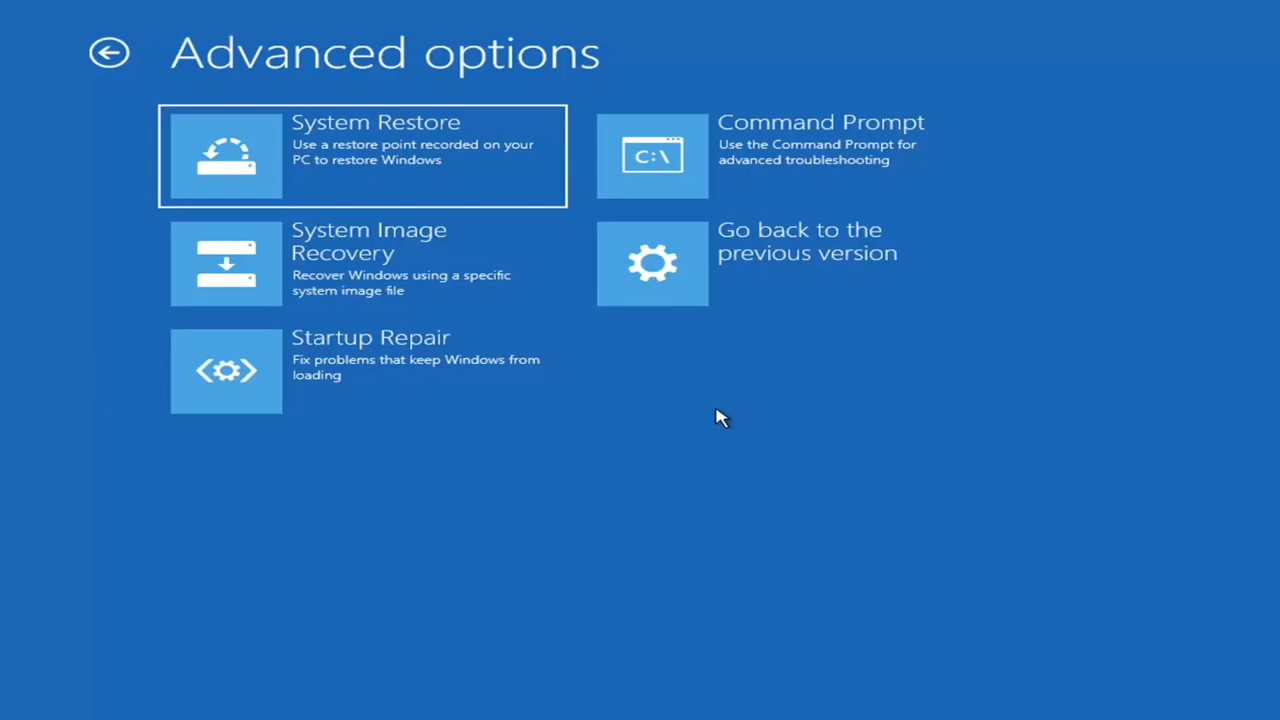 Advanced options
System Restore
Use a restore point recorded on your
PC to restore Windows
System Image
Recovery
Recover Windows using a specific
system image file
Startup Repair
Fix problems that keep Windows from
loading
C:\
Command Prompt
Use the Command Prompt for
advanced troubleshooting
Go back to the
previous version